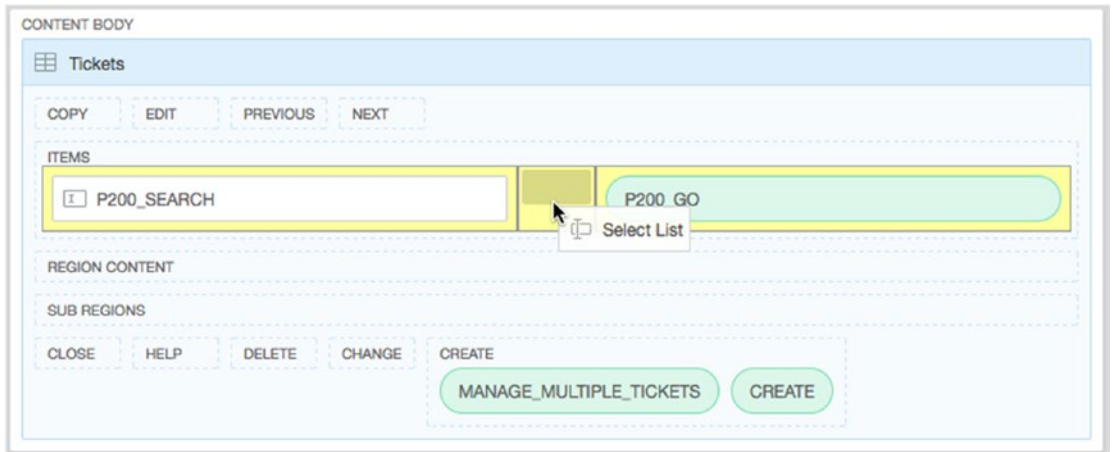 CONTENT BODY
Tickets
COPY EDIT PREVIOUS NEXT
ITEMS
P200_SEARCH P200_GO
Select List
REGION CONTENT
SUB REGIONS
CLOSE HELP DELETE CHANGE CREATE
MANAGE_MULTIPLE_TICKETS CREATE